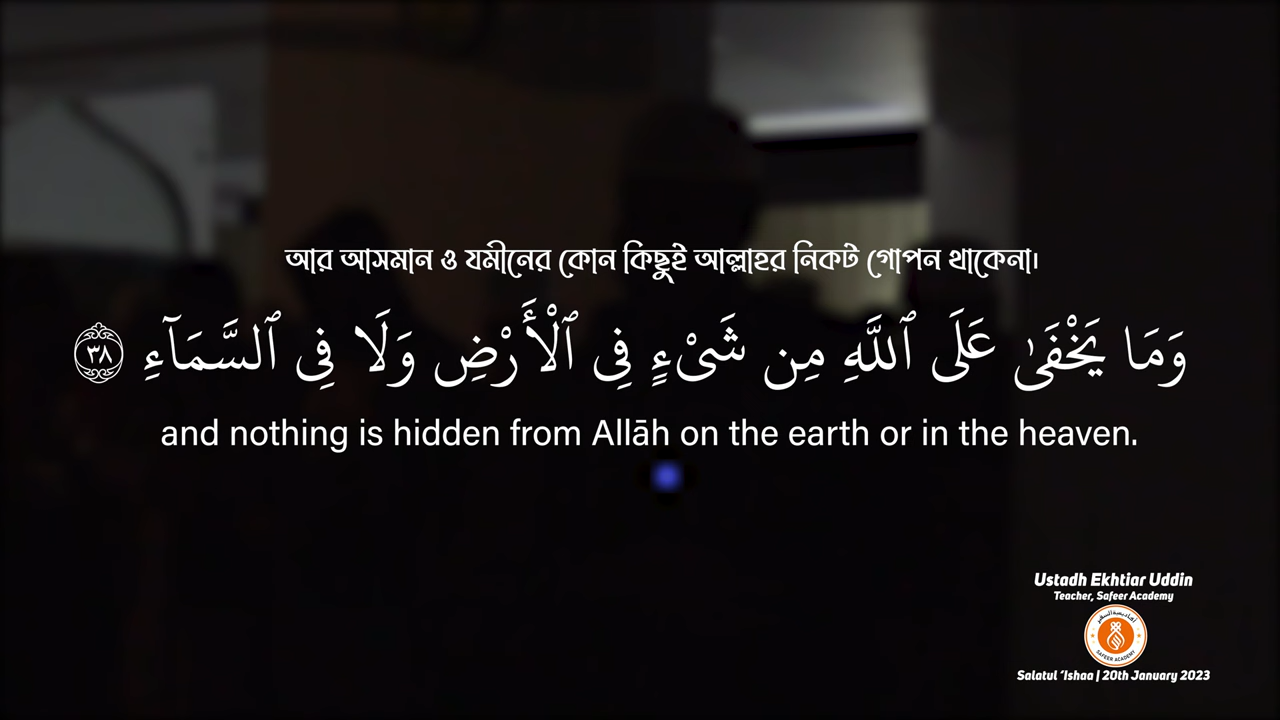 আর আসমান ও যমীনের কোন কিছুই আল্লাহর নিকট গোপন থাকেনা।
وَمَا يَخْفَىٰ عَلَى ٱللَّهِ مِن شَىْءٍ فِى ٱلْأَرْضِ وَلَا فِى ٱلسَّمَآءِ ٣٨
and nothing is hidden from Allāh on the earth or in the heaven.
Ustadh Ekhtiar Uddin
Teacher, Safeer Academy
SAFEER ACADEMY
Salatul ‘Ishaa | 20th January 2023